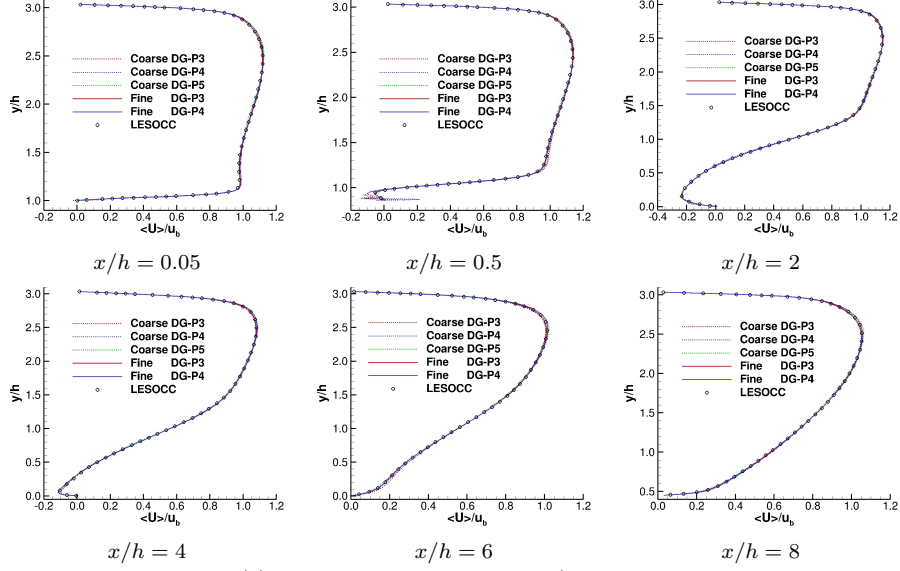 y/h
3.0
2.5
2.0
1.5
1.0
Coarse DG-P3
Coarse DG-P4
Coarse DG-P5
Fine DG-P3
Fine DG-P4
LESOCC
-0.2 0.0 0.2 0.4 0.6 0.8 1.0 1.2
<U>/u_b
x/h = 0.05
y/h
3.0
2.5
2.0
1.5
1.0
Coarse DG-P3
Coarse DG-P4
Coarse DG-P5
Fine DG-P3
Fine DG-P4
LESOCC
-0.2 0.0 0.2 0.4 0.6 0.8 1.0 1.2
<U>/u_b
x/h = 0.5
y/h
3.0
2.5
2.0
1.5
1.0
0.5
0.0
Coarse DG-P3
Coarse DG-P4
Coarse DG-P5
Fine DG-P3
Fine DG-P4
LESOCC
-0.4 -0.2 0.0 0.2 0.4 0.6 0.8 1.0 1.2
<U>/u_b
x/h = 2
y/h
3.0
2.5
2.0
1.5
1.0
0.5
0.0
Coarse DG-P3
Coarse DG-P4
Coarse DG-P5
Fine DG-P3
Fine DG-P4
LESOCC
-0.2 0.0 0.2 0.4 0.6 0.8 1.0 1.2
<U>/u_b
x/h = 4
y/h
3.0
2.5
2.0
1.5
1.0
0.5
0.0
Coarse DG-P3
Coarse DG-P4
Coarse DG-P5
Fine DG-P3
Fine DG-P4
LESOCC
0.0 0.2 0.4 0.6 0.8 1.0 1.2
<U>/u_b
x/h = 6
y/h
3.0
2.5
2.0
1.5
1.0
0.5
Coarse DG-P3
Coarse DG-P4
Coarse DG-P5
Fine DG-P3
Fine DG-P4
LESOCC
0.0 0.2 0.4 0.6 0.8 1.0 1.2
<U>/u_b
x/h = 8